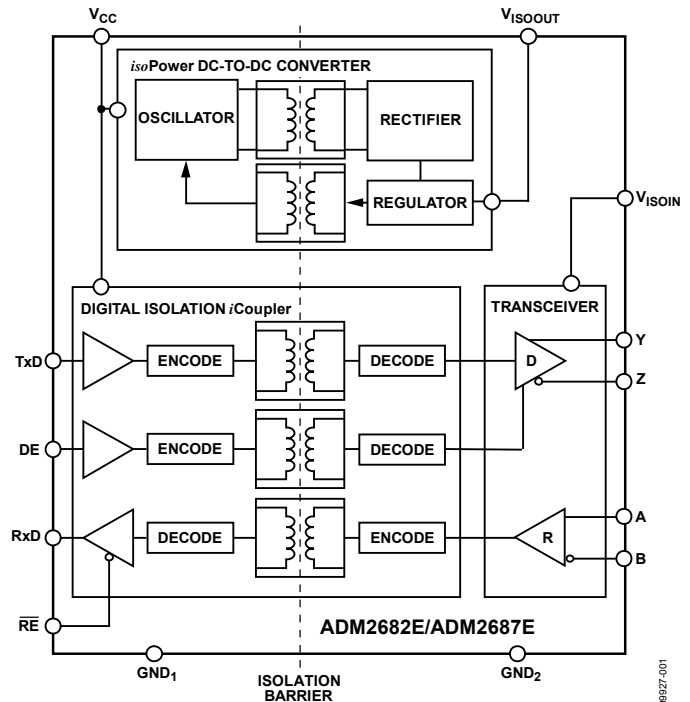 VCC
VISOOUT
isoPower DC-TO-DC CONVERTER
OSCILLATOR
RECTIFIER
REGULATOR
VISOIN
DIGITAL ISOLATION iCoupler
TRANSCEIVER
TxD
ENCODE
DECODE
D
Y
Z
DE
ENCODE
DECODE
RxD
DECODE
ENCODE
R
A
B
RE
ADM2682E/ADM2687E
GND1
ISOLATION
BARRIER
GND2
09927-001